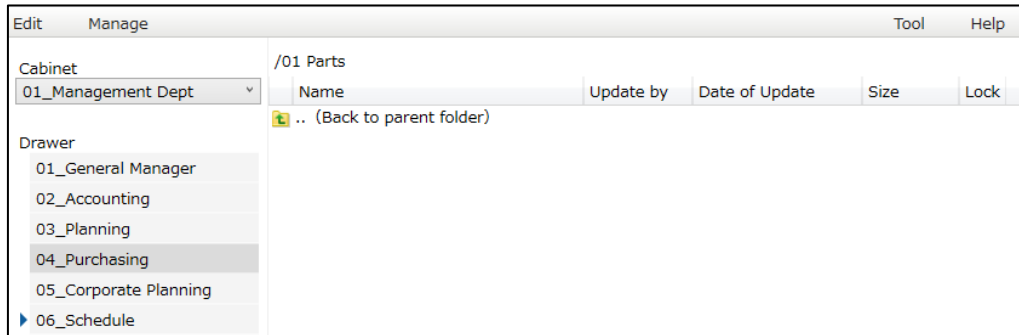 Edit Manage Tool Help
Cabinet
01_Management Dept
Drawer
01_General Manager
02_Accounting
03_Planning
04_Purchasing
05_Corporate Planning
06_Schedule
/01 Parts
Name Update by Date of Update Size Lock
.. (Back to parent folder)